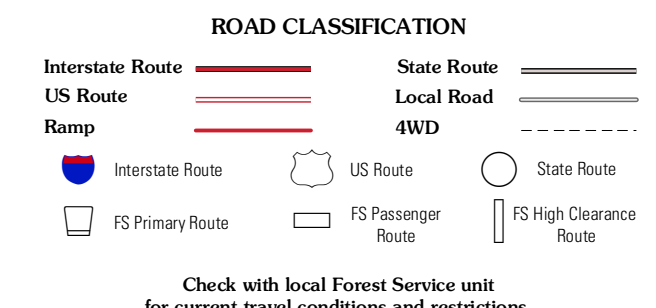 ROAD CLASSIFICATION
Interstate Route
State Route
US Route
Local Road
Ramp
4WD
Interstate Route
US Route
State Route
FS Primary Route
FS Passenger
Route
FS High Clearance
Route
Check with local Forest Service unit
for current travel conditions and restrictions